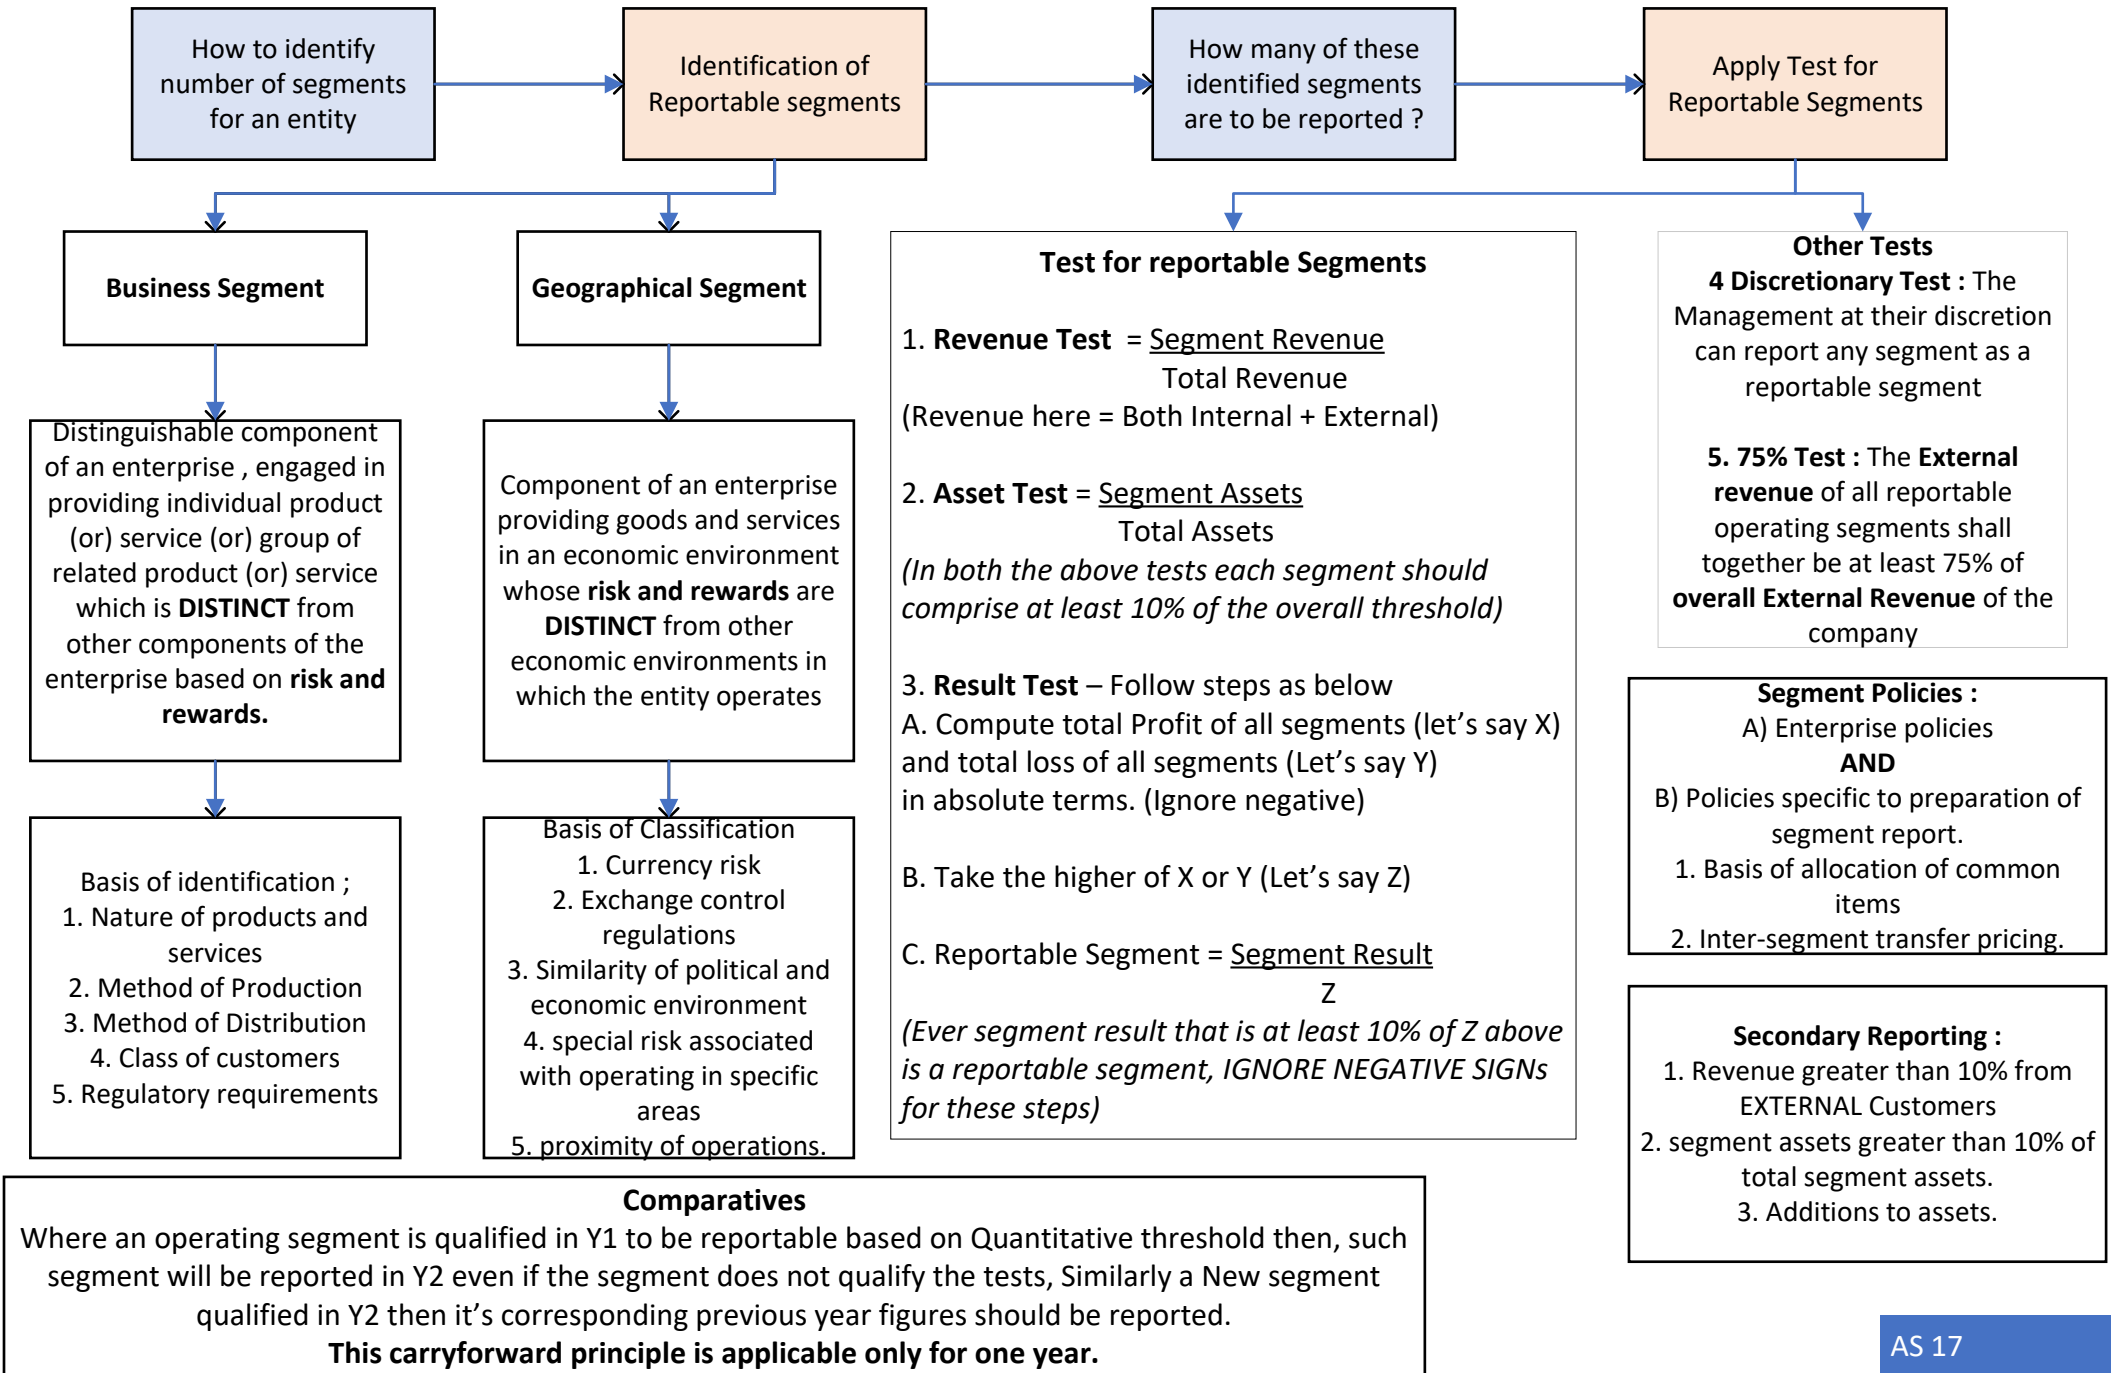 How to identify
number of segments
for an entity
Identification of
Reportable segments
How many of these
identified segments
are to be reported ?
Apply Test for
Reportable Segments
Business Segment
Geographical Segment
Distinguishable component
of an enterprise , engaged in
providing individual product
(or) service (or) group of
related product (or) service
which is DISTINCT from
other components of the
enterprise based on risk and
rewards.
Component of an enterprise
providing goods and services
in an economic environment
whose risk and rewards are
DISTINCT from other
economic environments in
which the entity operates
Basis of identification ;
1. Nature of products and
services
2. Method of Production
3. Method of Distribution
4. Class of customers
5. Regulatory requirements
Basis of Classification
1. Currency risk
2. Exchange control
regulations
3. Similarity of political and
economic environment
4. special risk associated
with operating in specific
areas
5. proximity of operations.
Test for reportable Segments
1. Revenue Test = Segment Revenue
Total Revenue
(Revenue here = Both Internal + External)
2. Asset Test = Segment Assets
Total Assets
(In both the above tests each segment should
comprise at least 10% of the overall threshold)
3. Result Test – Follow steps as below
A. Compute total Profit of all segments (let's say X)
and total loss of all segments (Let's say Y)
in absolute terms. (Ignore negative)
B. Take the higher of X or Y (Let's say Z)
C. Reportable Segment = Segment Result
Z
(Ever segment result that is at least 10% of Z above
is a reportable segment, IGNORE NEGATIVE SIGNs
for these steps)
Other Tests
4 Discretionary Test : The
Management at their discretion
can report any segment as a
reportable segment
5. 75% Test : The External
revenue of all reportable
operating segments shall
together be at least 75% of
overall External Revenue of the
company
Segment Policies :
A) Enterprise policies
AND
B) Policies specific to preparation of
segment report.
1. Basis of allocation of common
items
2. Inter-segment transfer pricing.
Secondary Reporting :
1. Revenue greater than 10% from
EXTERNAL Customers
2. segment assets greater than 10% of
total segment assets.
3. Additions to assets.
Comparatives
Where an operating segment is qualified in Y1 to be reportable based on Quantitative threshold then, such
segment will be reported in Y2 even if the segment does not qualify the tests, Similarly a New segment
qualified in Y2 then it's corresponding previous year figures should be reported.
This carryforward principle is applicable only for one year.
AS 17